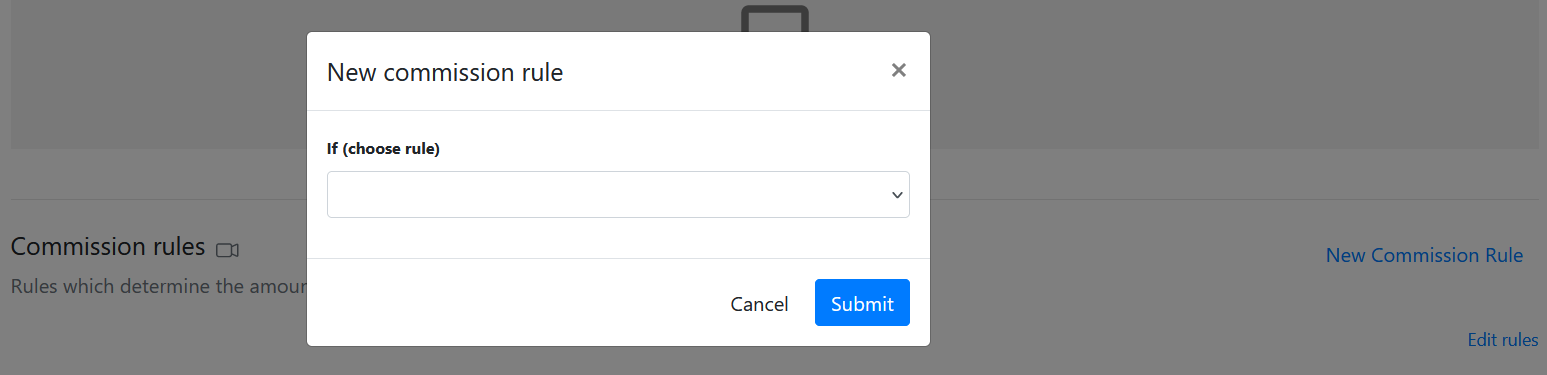 New commission rule
×
If (choose rule)
Commission rules
New Commission Rule
Rules which determine the amour
Cancel
Submit
Edit rules